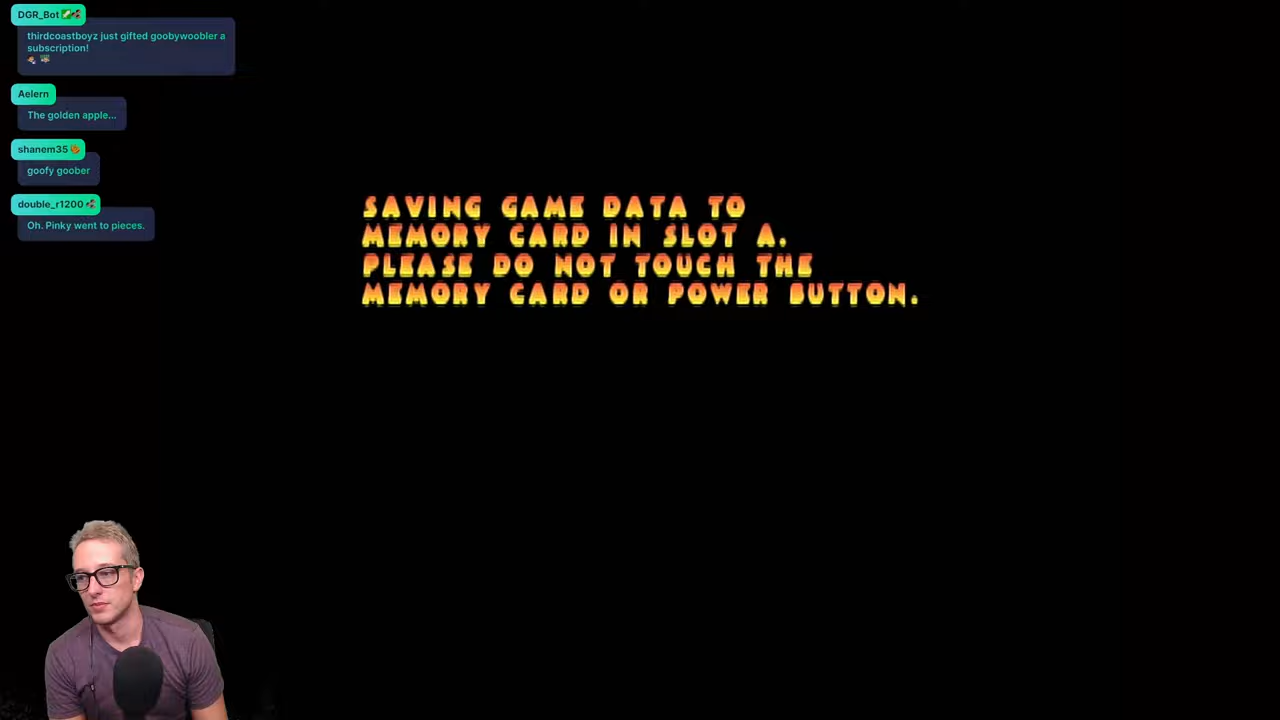 DGR_Bot
thirdcoastboyz just gifted goobywoobler a
subscription!
Aelern
The golden apple...
shanem35
goofy goober
double_r1200
Oh. Pinky went to pieces.
SAVING GAME DATA TO
MEMORY CARD IN SLOT A.
PLEASE DO NOT TOUCH THE
MEMORY CARD OR POWER BUTTON.